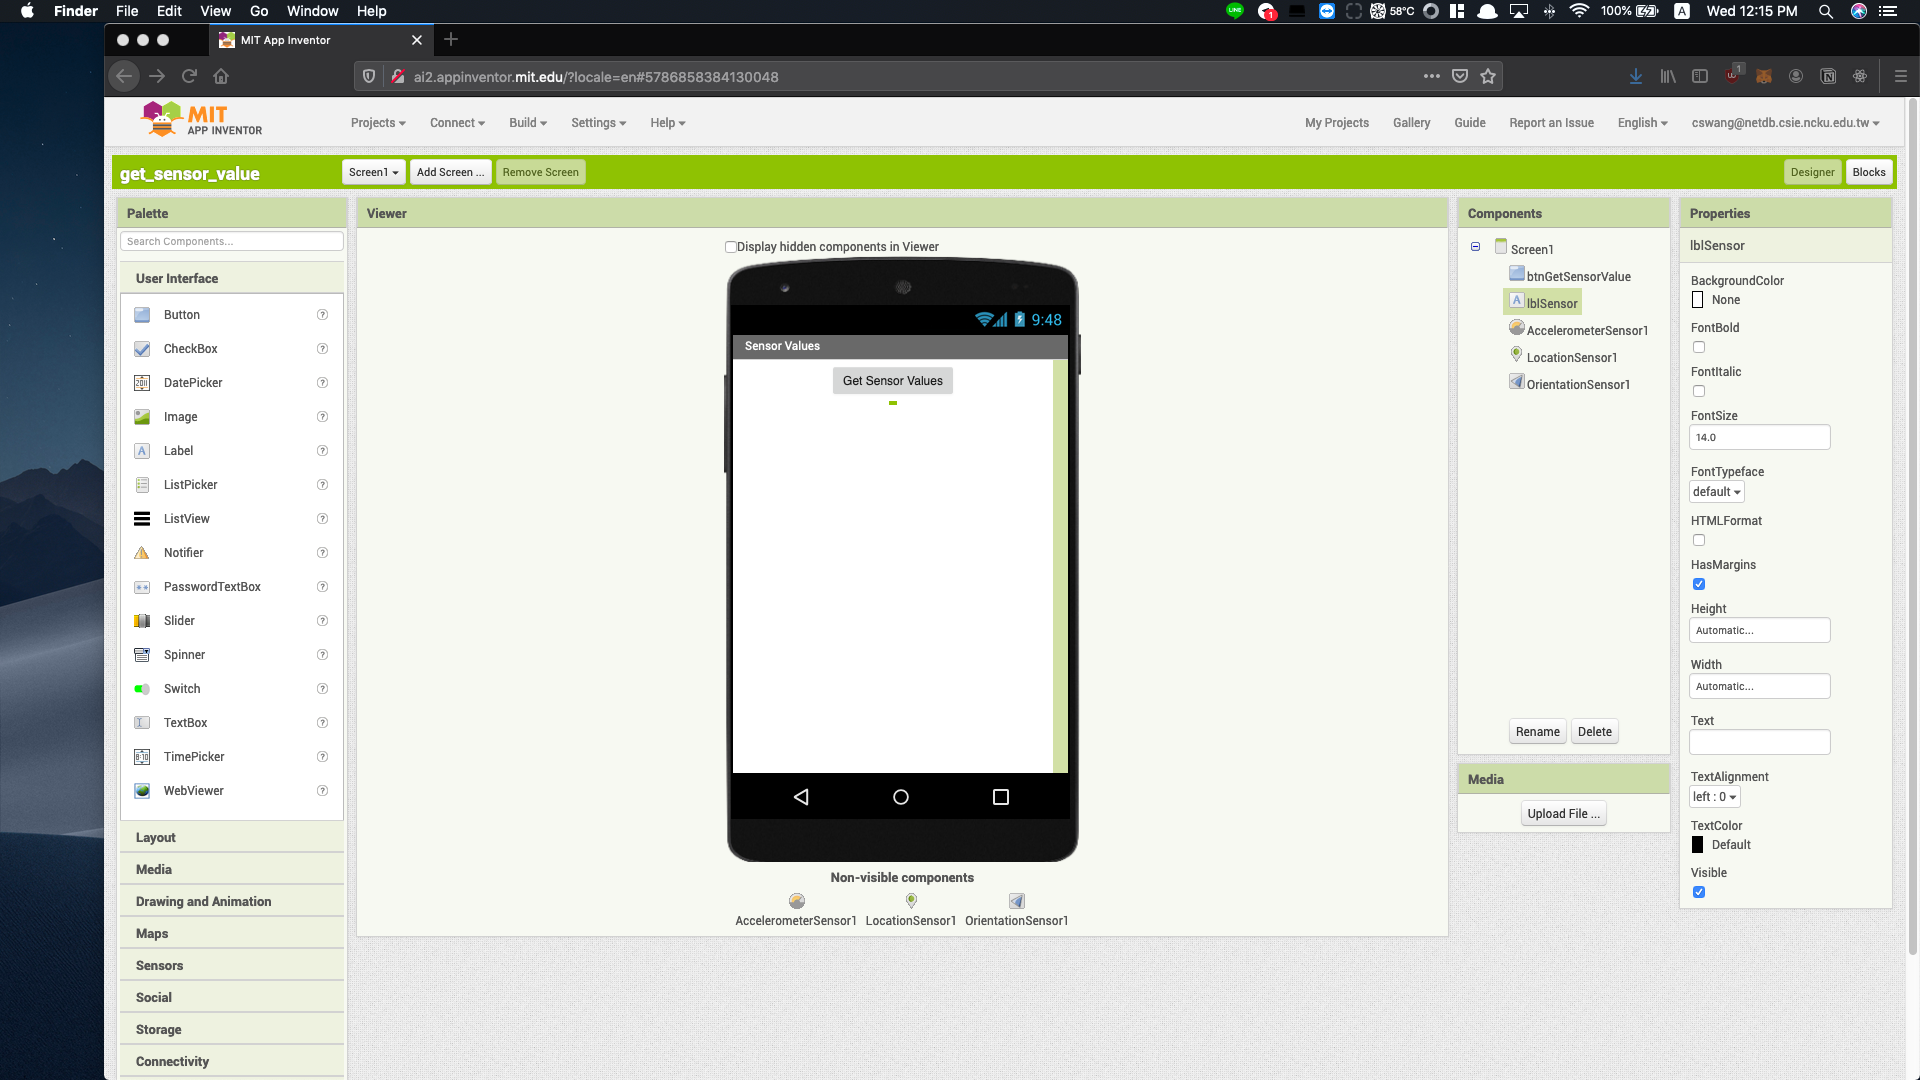 Finder File Edit View Go Window Help
1 58°C 100% A Wed 12:15 PM
MIT App Inventor
ai2.appinventor.mit.edu/?locale=en#5786858384130048
1
MIT
APP INVENTOR
Projects Connect Build Settings Help
My Projects Gallery Guide Report an Issue English cswang@netdb.csie.ncku.edu.tw
get_sensor_value
Screen1 Add Screen ... Remove Screen
Designer Blocks
Palette
Search Components...
User Interface
Button
CheckBox
DatePicker
Image
Label
ListPicker
ListView
Notifier
PasswordTextBox
Slider
Spinner
Switch
TextBox
TimePicker
WebViewer
Layout
Media
Drawing and Animation
Maps
Sensors
Social
Storage
Connectivity
Viewer
Display hidden components in Viewer
9:48
Sensor Values
Get Sensor Values
Non-visible components
AccelerometerSensor1 LocationSensor1 OrientationSensor1
Components
Screen1
btnGetSensorValue
lblSensor
AccelerometerSensor1
LocationSensor1
OrientationSensor1
Rename Delete
Media
Upload File ...
Properties
lblSensor
BackgroundColor
None
FontBold
FontItalic
FontSize
14.0
FontTypeface
default
HTMLFormat
HasMargins
Height
Automatic...
Width
Automatic...
Text
TextAlignment
left : 0
TextColor
Default
Visible